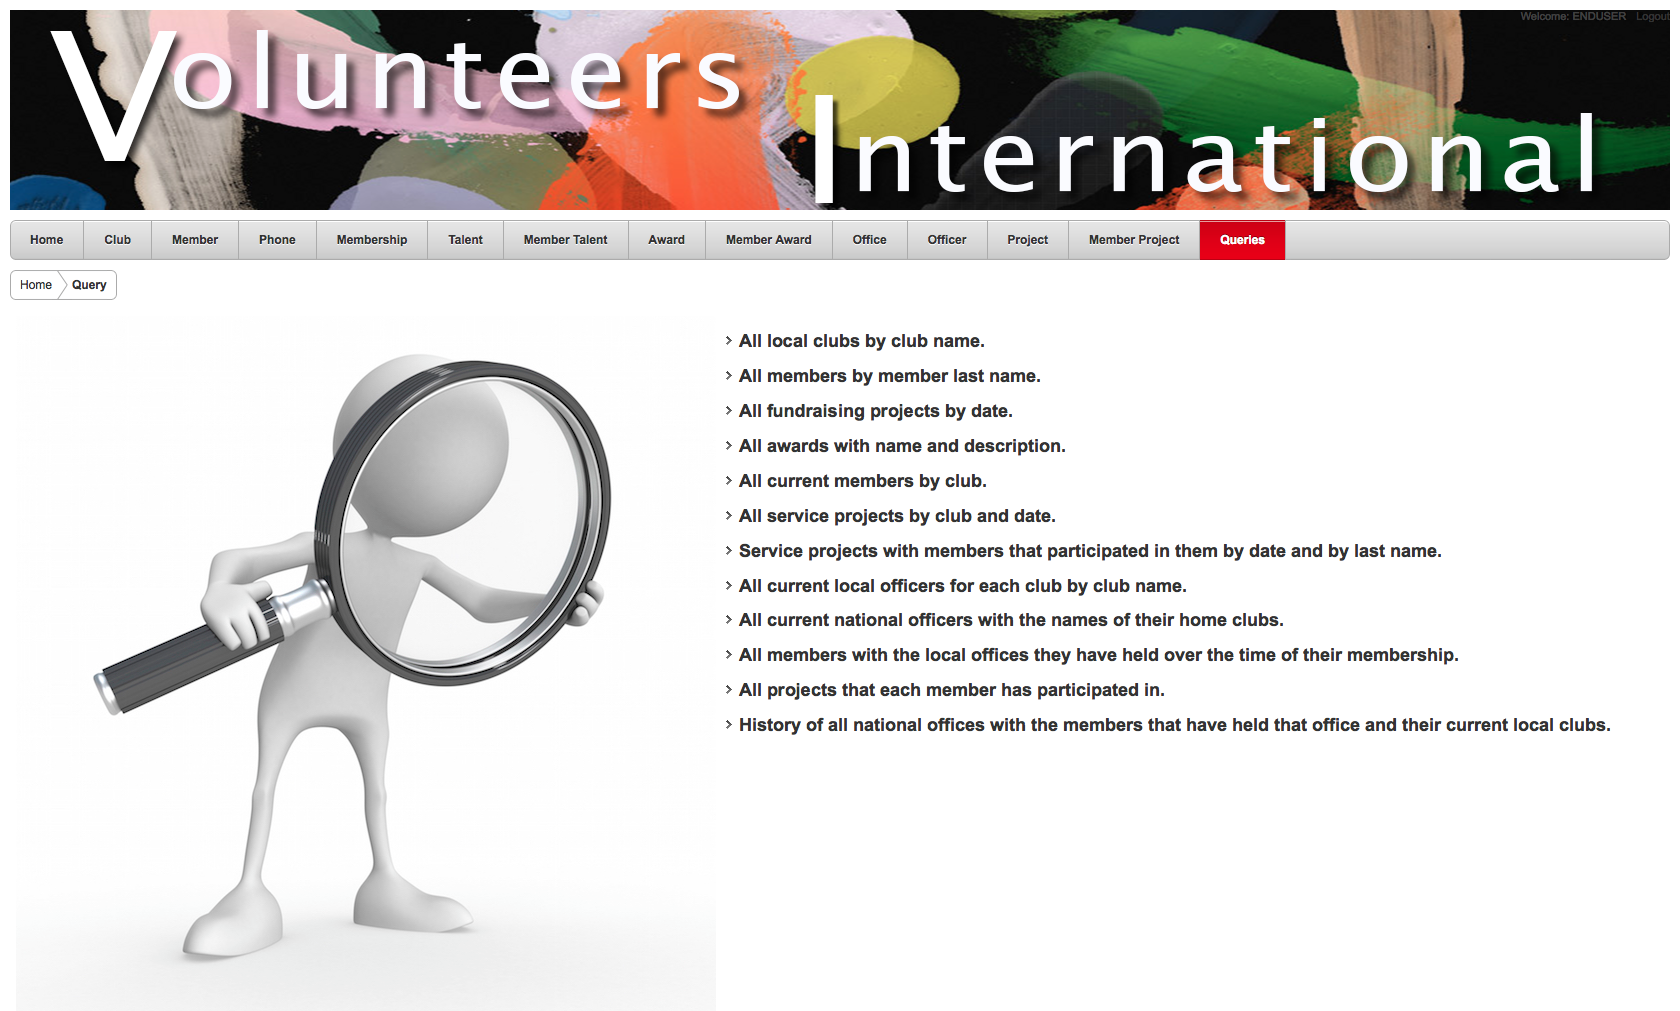 Welcome: ENDUSER Logout
Volunteers
International
Home Club Member Phone Membership Talent Member Talent Award Member Award Office Officer Project Member Project Queries
Home Query
All local clubs by club name.
All members by member last name.
All fundraising projects by date.
All awards with name and description.
All current members by club.
All service projects by club and date.
Service projects with members that participated in them by date and by last name.
All current local officers for each club by club name.
All current national officers with the names of their home clubs.
All members with the local offices they have held over the time of their membership.
All projects that each member has participated in.
History of all national offices with the members that have held that office and their current local clubs.